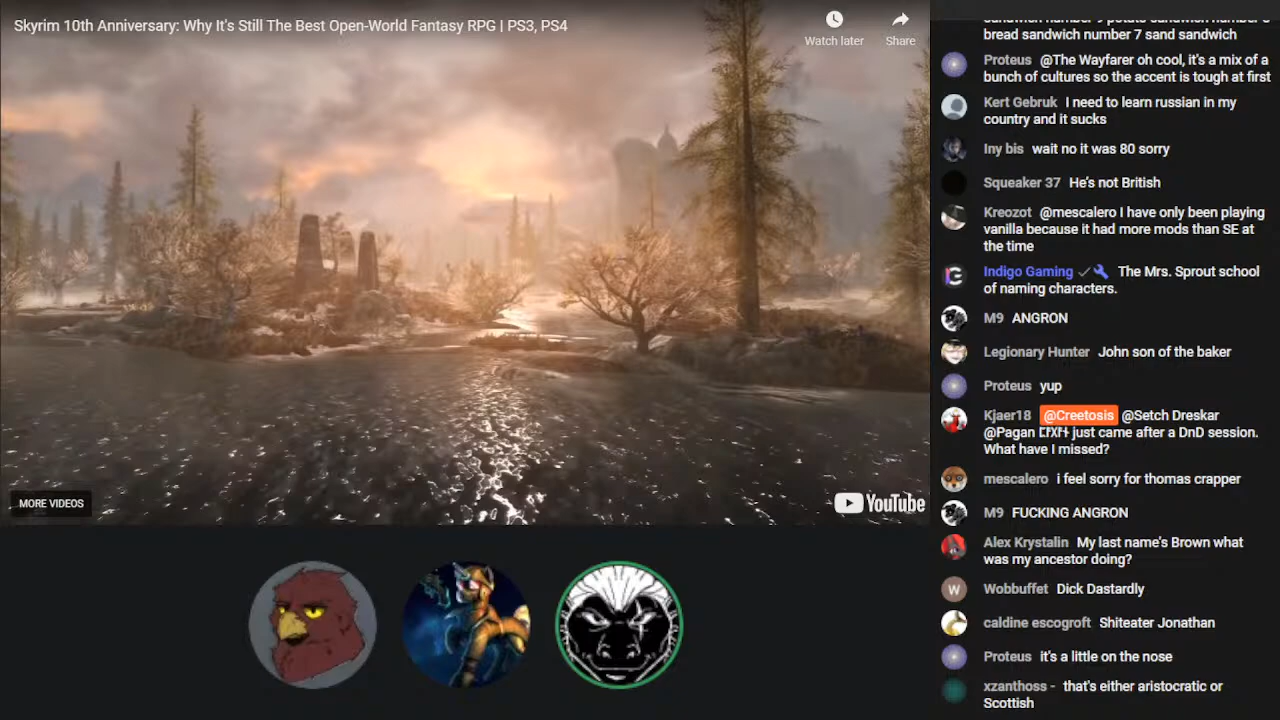 Skyrim 10th Anniversary: Why It's Still The Best Open-World Fantasy RPG | PS3, PS4
Watch later
Share
MORE VIDEOS
YouTube
bread sandwich number 7 sand sandwich
Proteus @The Wayfarer oh cool, it's a mix of a
bunch of cultures so the accent is tough at first
Kert Gebruk I need to learn russian in my
country and it sucks
Iny bis wait no it was 80 sorry
Squeaker 37 He's not British
Kreozot @mescalero I have only been playing
vanilla because it had more mods than SE at
the time
Indigo Gaming The Mrs. Sprout school
of naming characters.
M9 ANGRON
Legionary Hunter John son of the baker
Proteus yup
Kjaer18 @Creetosis @Setch Dreskar
@Pagan just came after a DnD session.
What have I missed?
mescalero i feel sorry for thomas crapper
M9 FUCKING ANGRON
Alex Krystalin My last name's Brown what
was my ancestor doing?
W
Wobbuffet Dick Dastardly
caldine escogroft Shiteater Jonathan
Proteus it's a little on the nose
xzanthoss - that's either aristocratic or
Scottish